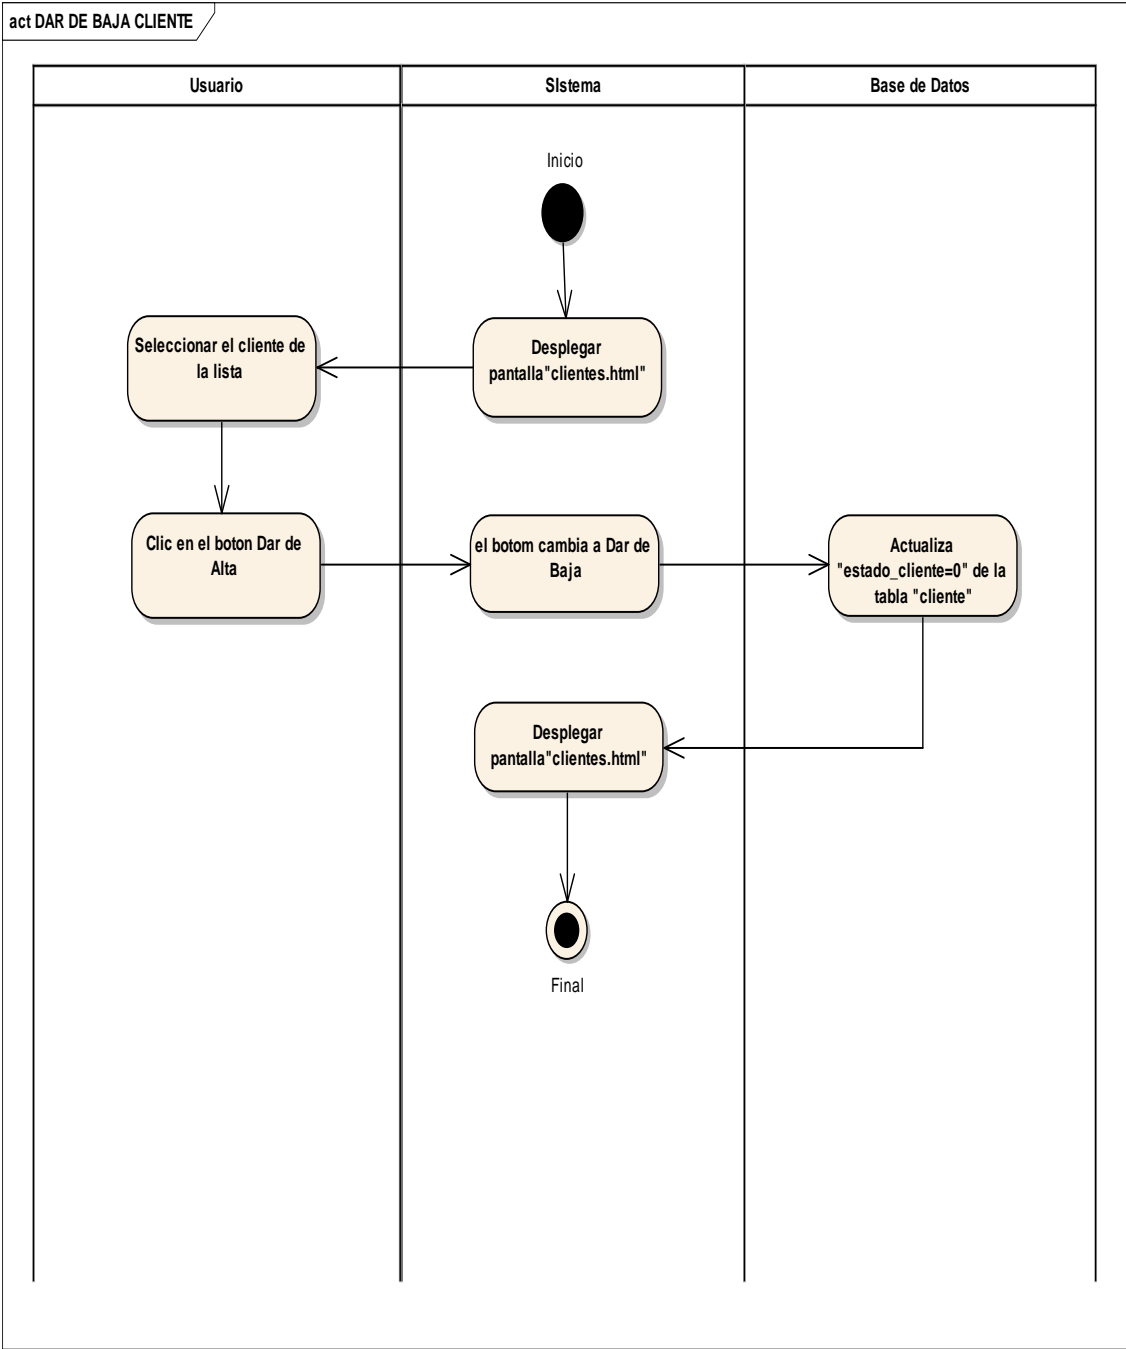 act DAR DE BAJA CLIENTE
Usuario
SIstema
Base de Datos
Inicio
Seleccionar el cliente de
la lista
Desplegar
pantalla"clientes.html"
Clic en el boton Dar de
Alta
el botom cambia a Dar de
Baja
Actualiza
"estado_cliente=0" de la
tabla "cliente"
Desplegar
pantalla"clientes.html"
Final